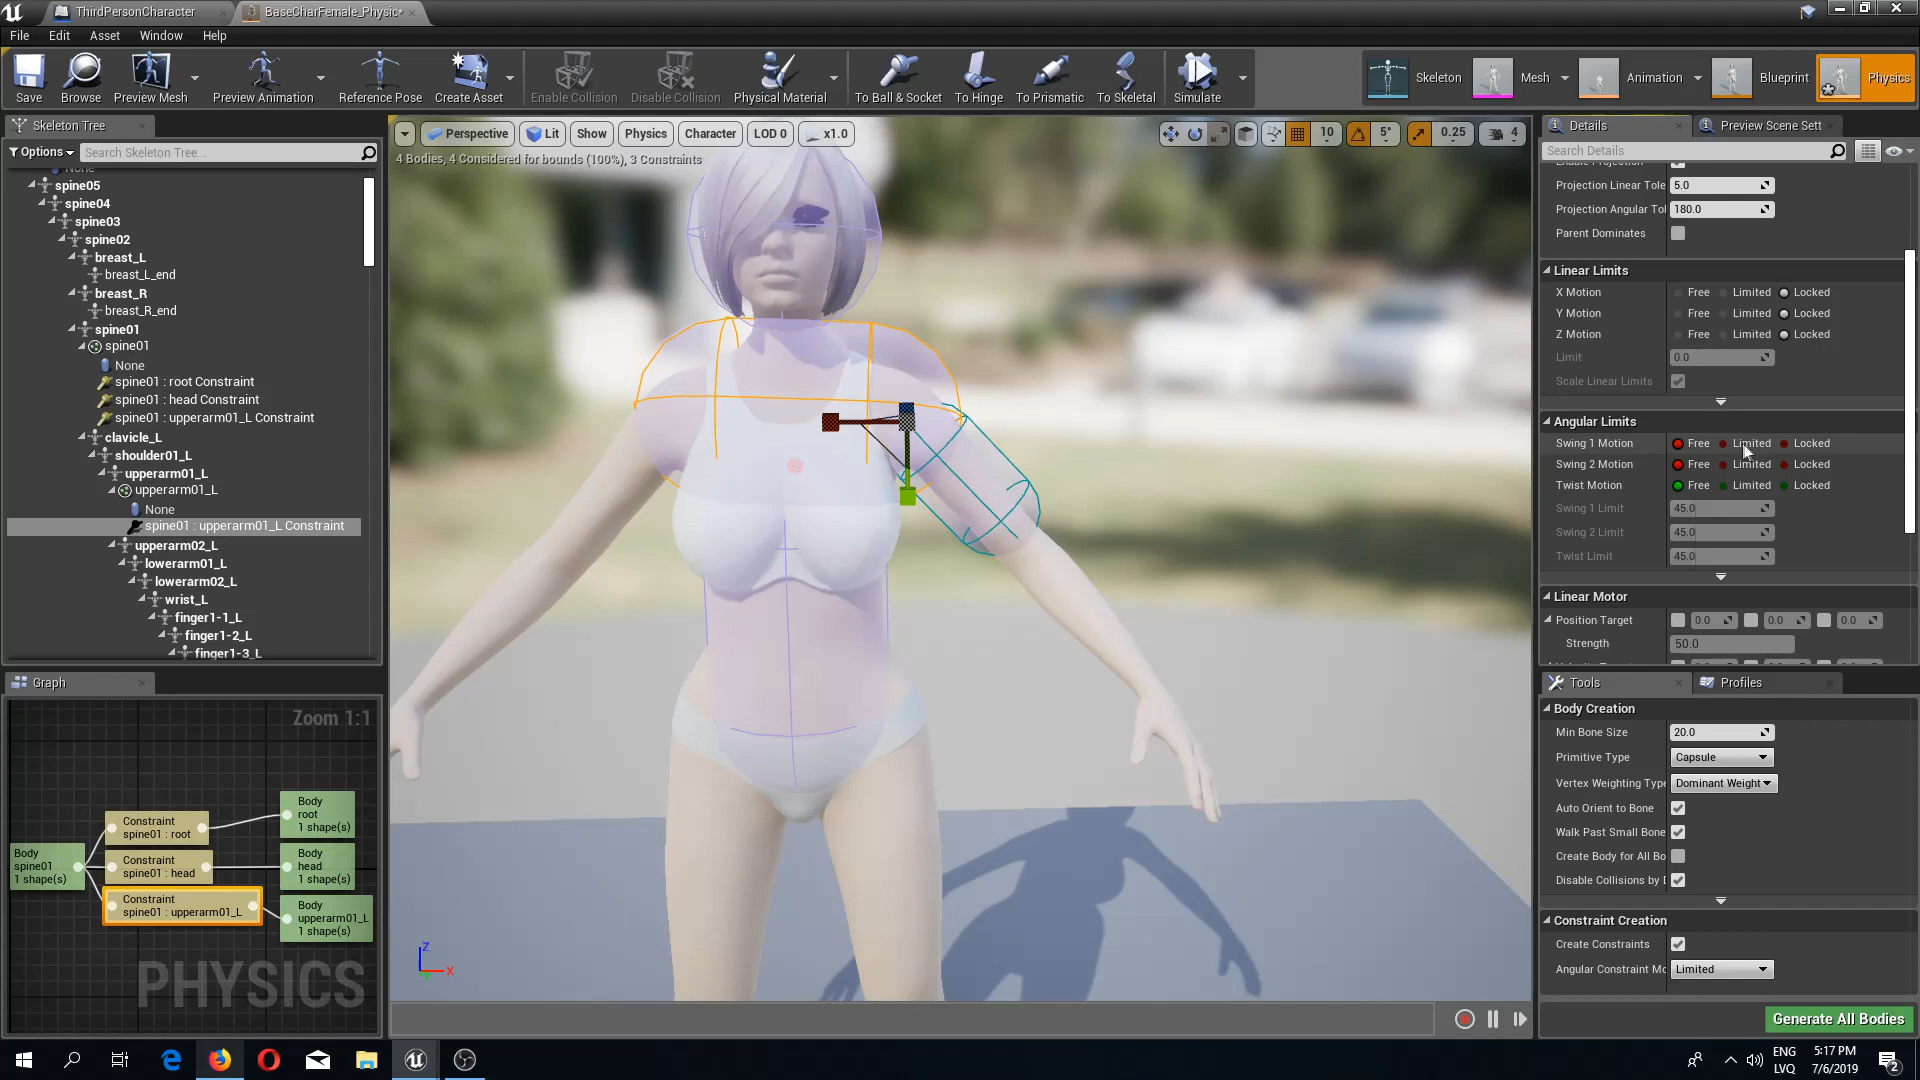 ThirdPersonCharacter
BaseCharFemale_Physic*
File
Edit
Asset
Window
Help
Save
Browse
Preview Mesh
Preview Animation
Reference Pose
Create Asset
Enable Collision
Disable Collision
Physical Material
To Ball & Socket
To Hinge
To Prismatic
To Skeletal
Simulate
Skeleton
Mesh
Animation
Blueprint
Physics
Skeleton Tree
Options
Search Skeleton Tree...
None
spine05
spine04
spine03
spine02
breast_L
breast_L_end
breast_R
breast_R_end
spine01
spine01
None
spine01 : root Constraint
spine01 : head Constraint
spine01 : upperarm01_L Constraint
clavicle_L
shoulder01_L
upperarm01_L
upperarm01_L
None
spine01 : upperarm01_L Constraint
upperarm02_L
lowerarm01_L
lowerarm02_L
wrist_L
finger1-1_L
finger1-2_L
finger1-3_L
Graph
Zoom 1:1
Body
spine01
1 shape(s)
Constraint
spine01 : root
Constraint
spine01 : head
Constraint
spine01 : upperarm01_L
Body
root
1 shape(s)
Body
head
1 shape(s)
Body
upperarm01_L
1 shape(s)
PHYSICS
Perspective
Lit
Show
Physics
Character
LOD 0
x1.0
10
5°
0.25
4
4 Bodies, 4 Considered for bounds (100%), 3 Constraints
Z
X
Details
Preview Scene Sett
Search Details
Enable Projection
Projection Linear Tole 5.0
Projection Angular Tol 180.0
Parent Dominates
Linear Limits
X Motion Free Limited Locked
Y Motion Free Limited Locked
Z Motion Free Limited Locked
Limit 0.0
Scale Linear Limits
Angular Limits
Swing 1 Motion Free Limited Locked
Swing 2 Motion Free Limited Locked
Twist Motion Free Limited Locked
Swing 1 Limit 45.0
Swing 2 Limit 45.0
Twist Limit 45.0
Linear Motor
Position Target 0.0 0.0 0.0
Strength 50.0
Tools
Profiles
Body Creation
Min Bone Size 20.0
Primitive Type Capsule
Vertex Weighting Type Dominant Weight
Auto Orient to Bone
Walk Past Small Bone
Create Body for All Bo
Disable Collisions by D
Constraint Creation
Create Constraints
Angular Constraint Mo Limited
Generate All Bodies
ENG
LVQ
5:17 PM
7/6/2019
2